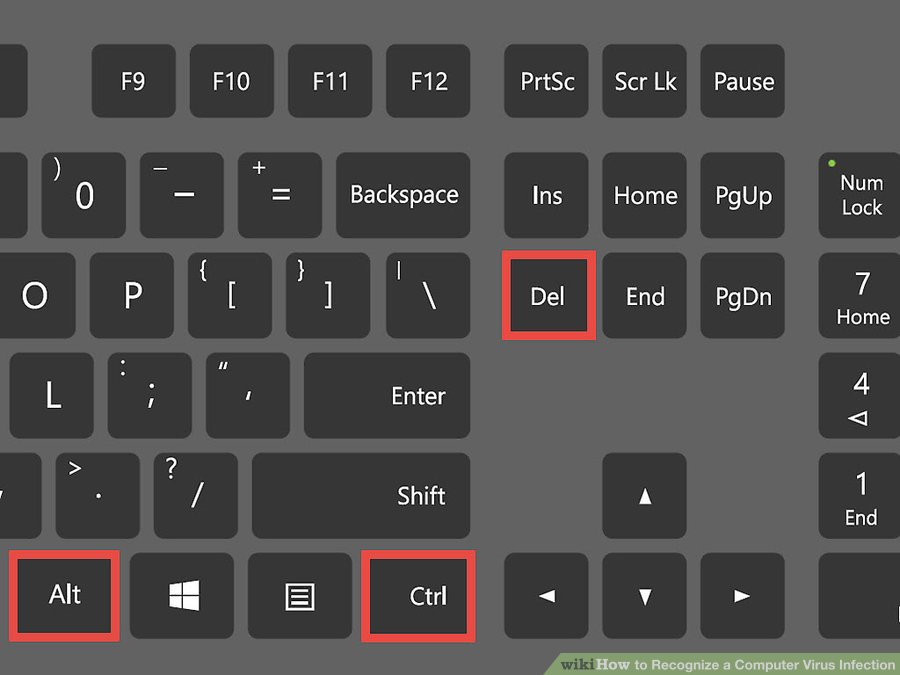 F9 F10 F11 F12 PrtSc Scr Lk Pause
) 0 — – + = Backspace Ins Home PgUp Num Lock
O P { [ } ] | \ Del End PgDn 7 Home
L : ; “ ‘ Enter 4
> . ? / Shift 1 End
Alt Ctrl
wikiHow to Recognize a Computer Virus Infection